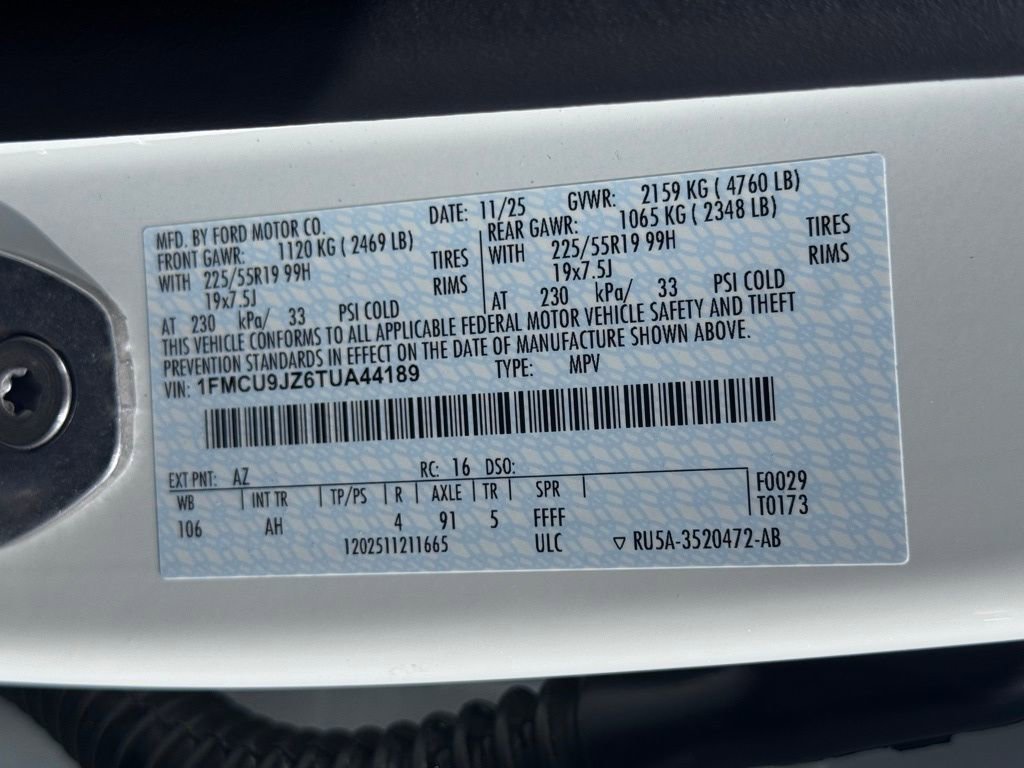 MFD. BY FORD MOTOR CO. DATE: 11/25 GVWR: 2159 KG ( 4760 LB)
FRONT GAWR: 1120 KG ( 2469 LB) REAR GAWR: 1065 KG ( 2348 LB)
WITH 225/55R19 99H TIRES WITH 225/55R19 99H TIRES
19x7.5J RIMS 19x7.5J RIMS
AT 230 kPa/ 33 PSI COLD AT 230 kPa/ 33 PSI COLD
THIS VEHICLE CONFORMS TO ALL APPLICABLE FEDERAL MOTOR VEHICLE SAFETY AND THEFT
PREVENTION STANDARDS IN EFFECT ON THE DATE OF MANUFACTURE SHOWN ABOVE.
VIN: 1FMCU9JZ6TUA44189 TYPE: MPV
EXT PNT: AZ RC: 16 DSO:
WB INT TR TP/PS R AXLE TR SPR F0029
106 AH 4 91 5 FFFF T0173
1202511211665 ULC ▽ RU5A-3520472-AB